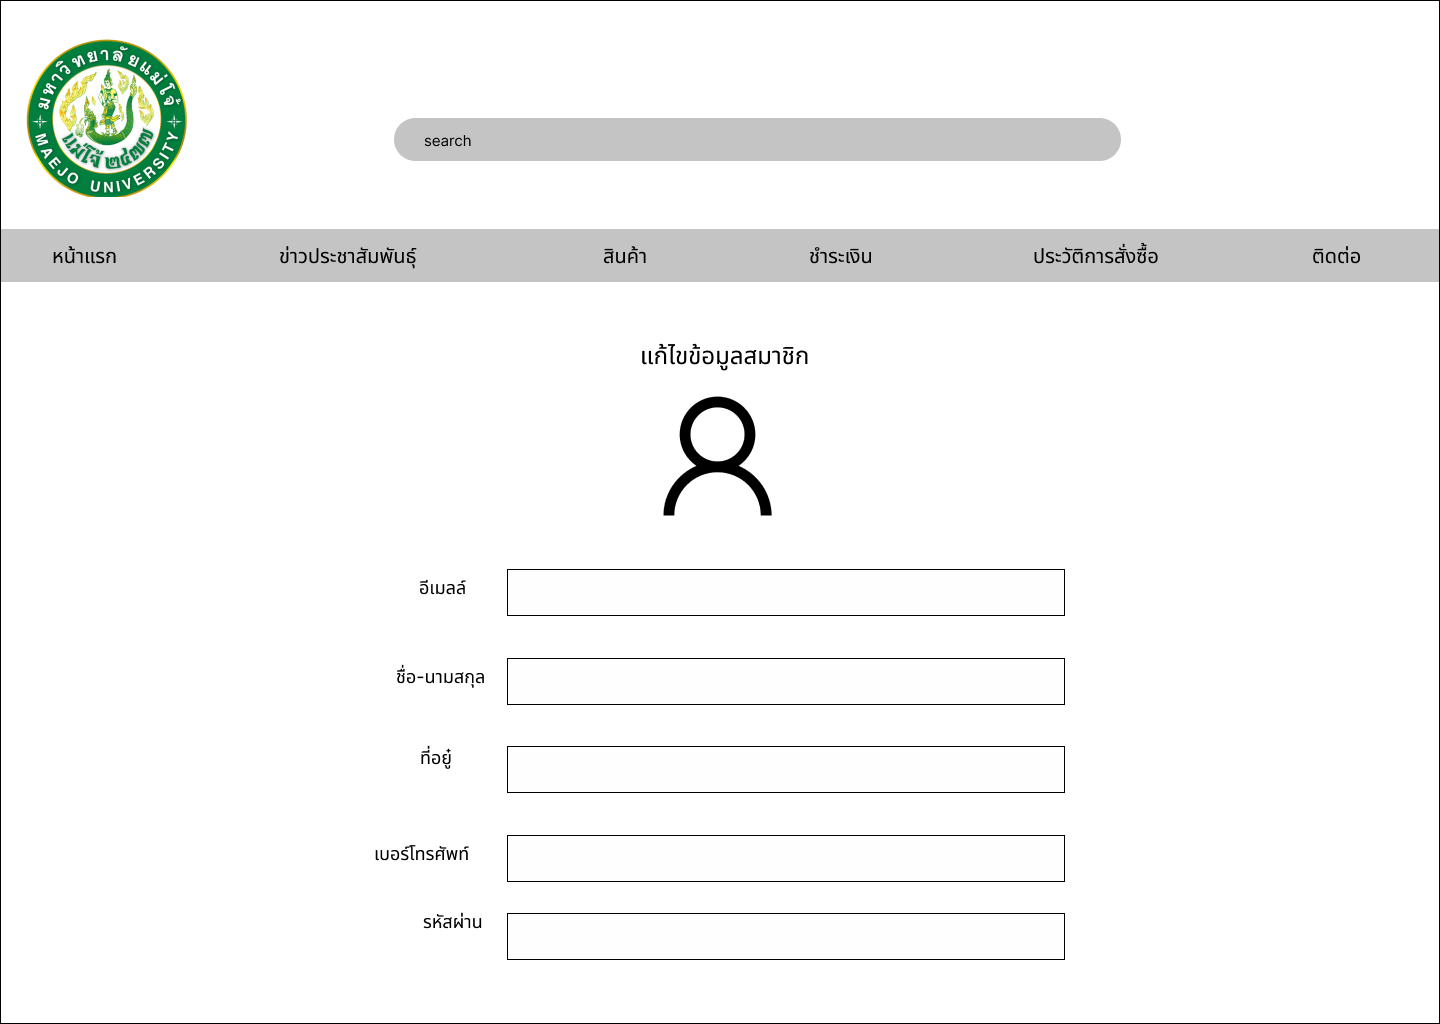 มหาวิทยาลัยแม่โจ้
แม่โจ้ ๒๔๗๗
MAEJO UNIVERSITY
search
หน้าแรก ข่าวประชาสัมพันธุ์ สินค้า ชำระเงิน ประวัติการสั่งซื้อ ติดต่อ
แก้ไขข้อมูลสมาชิก
อีเมลล์
ชื่อ-นามสกุล
ที่อยู๋
เบอร์โทรศัพท์
รหัสผ่าน